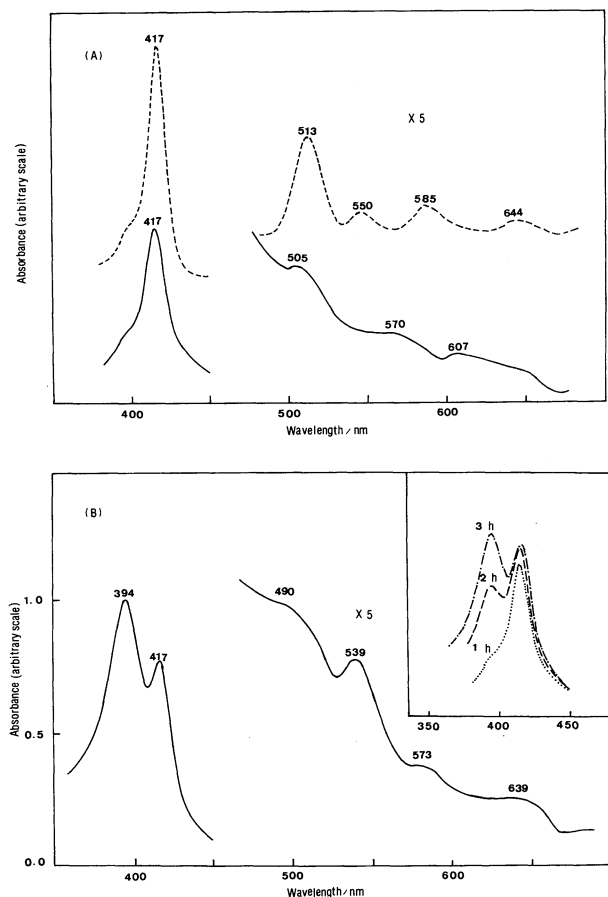 (A)
417
417
X 5
513
550
585
644
505
570
607
Absorbance (arbitrary scale)
400
500
600
Wavelength / nm
(B)
394
417
490
X 5
539
573
639
3 h
2 h
1 h
350
400
450
1.0
0.5
0.0
Absorbance (arbitrary scale)
400
500
600
Wavelength / nm